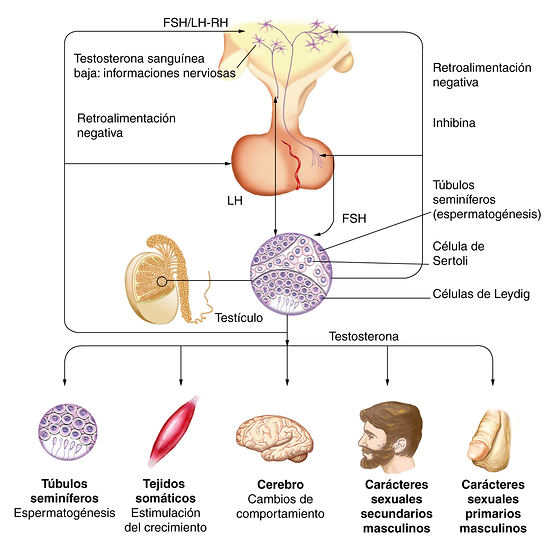 FSH/LH-RH
Testosterona sanguínea
baja: informaciones nerviosas
Retroalimentación
negativa
Retroalimentación
negativa
Inhibina
LH
FSH
Túbulos
seminíferos
(espermatogénesis)
Célula de
Sertoli
Células de Leydig
Testículo
Testosterona
Túbulos
seminíferos
Espermatogénesis
Tejidos
somáticos
Estimulación
del crecimiento
Cerebro
Cambios de
comportamiento
Carácteres
sexuales
secundarios
masculinos
Carácteres
sexuales
primarios
masculinos